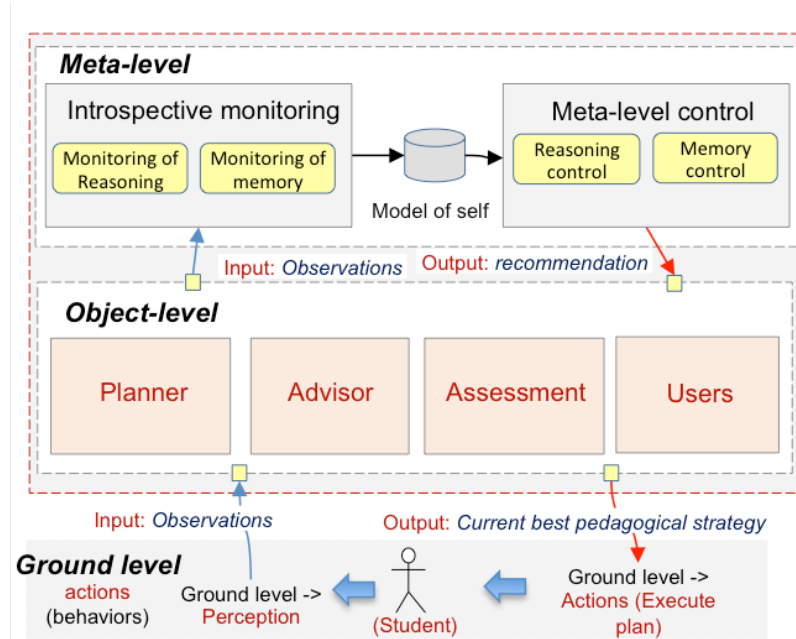 Meta-level
Introspective monitoring
Monitoring of
Reasoning
Monitoring of
memory
Model of self
Meta-level control
Reasoning
control
Memory
control
Input: Observations
Output: recommendation
Object-level
Planner
Advisor
Assessment
Users
Input: Observations
Output: Current best pedagogical strategy
Ground level
actions
(behaviors)
Ground level ->
Perception
(Student)
Ground level ->
Actions (Execute
plan)